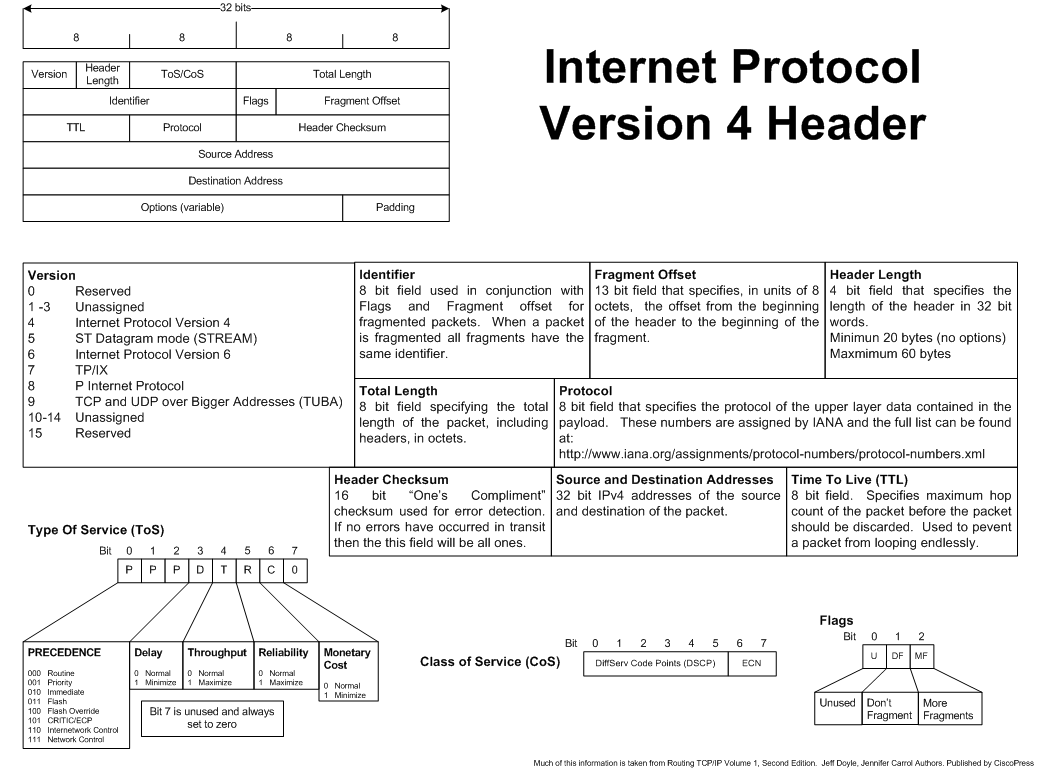 32 bits
8 8 8 8
Internet Protocol
Version 4 Header
Version Header Length ToS/CoS Total Length
Identifier Flags Fragment Offset
TTL Protocol Header Checksum
Source Address
Destination Address
Options (variable) Padding
Version
0 Reserved
1 -3 Unassigned
4 Internet Protocol Version 4
5 ST Datagram mode (STREAM)
6 Internet Protocol Version 6
7 TP/IX
8 P Internet Protocol
9 TCP and UDP over Bigger Addresses (TUBA)
10-14 Unassigned
15 Reserved
Identifier
8 bit field used in conjunction with
Flags and Fragment offset for
fragmented packets. When a packet
is fragmented all fragments have the
same identifier.
Fragment Offset
13 bit field that specifies, in units of 8
octets, the offset from the beginning
of the header to the beginning of the
fragment.
Header Length
4 bit field that specifies the
length of the header in 32 bit
words.
Minimun 20 bytes (no options)
Maxmimum 60 bytes
Total Length
8 bit field specifying the total
length of the packet, including
headers, in octets.
Protocol
8 bit field that specifies the protocol of the upper layer data contained in the
payload. These numbers are assigned by IANA and the full list can be found
at:
http://www.iana.org/assignments/protocol-numbers/protocol-numbers.xml
Header Checksum
16 bit “One's Compliment”
checksum used for error detection.
If no errors have occurred in transit
then the this field will be all ones.
Source and Destination Addresses
32 bit IPv4 addresses of the source
and destination of the packet.
Time To Live (TTL)
8 bit field. Specifies maximum hop
count of the packet before the packet
should be discarded. Used to pevent
a packet from looping endlessly.
Type Of Service (ToS)
Bit 0 1 2 3 4 5 6 7
P P P D T R C 0
PRECEDENCE
000 Routine
001 Priority
010 Immediate
011 Flash
100 Flash Override
101 CRITIC/ECP
110 Internetwork Control
111 Network Control
Delay
0 Normal
1 Minimize
Throughput
0 Normal
1 Maximize
Reliability
0 Normal
1 Maximize
Monetary
Cost
0 Normal
1 Minimize
Bit 7 is unused and always
set to zero
Class of Service (CoS)
Bit 0 1 2 3 4 5 6 7
DiffServ Code Points (DSCP) ECN
Flags
Bit 0 1 2
U DF MF
Unused
Don't
Fragment
More
Fragments
Much of this information is taken from Routing TCP/IP Volume 1, Second Edition. Jeff Doyle, Jennifer Carrol Authors. Published by CiscoPress